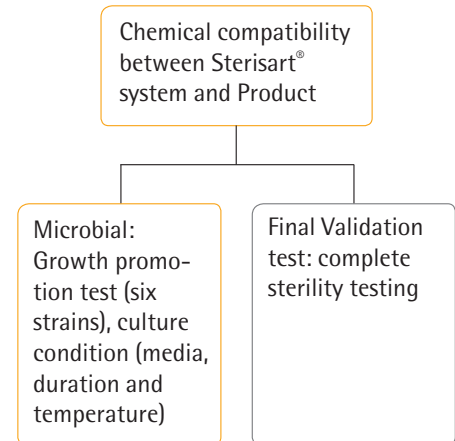 Chemical compatibility
between Sterisart®
system and Product
Microbial:
Growth promo-
tion test (six
strains), culture
condition (media,
duration and
temperature)
Final Validation
test: complete
sterility testing